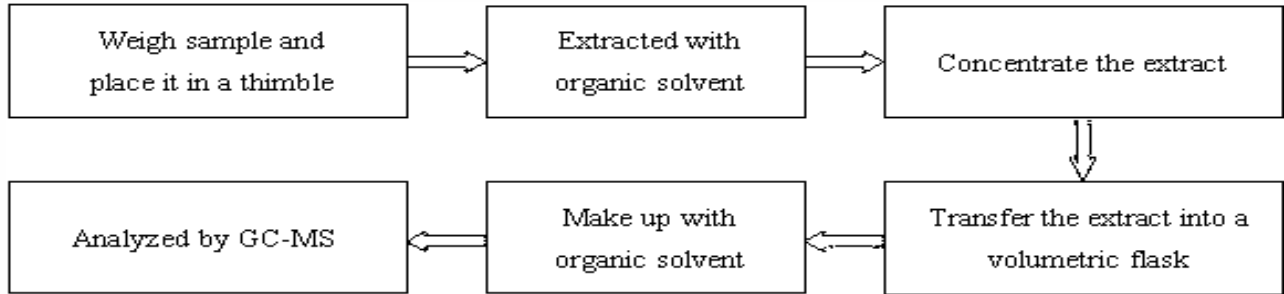 Weigh sample and
place it in a thimble
Extracted with
organic solvent
Concentrate the extract
Transfer the extract into a
volumetric flask
Make up with
organic solvent
Analyzed by GC-MS